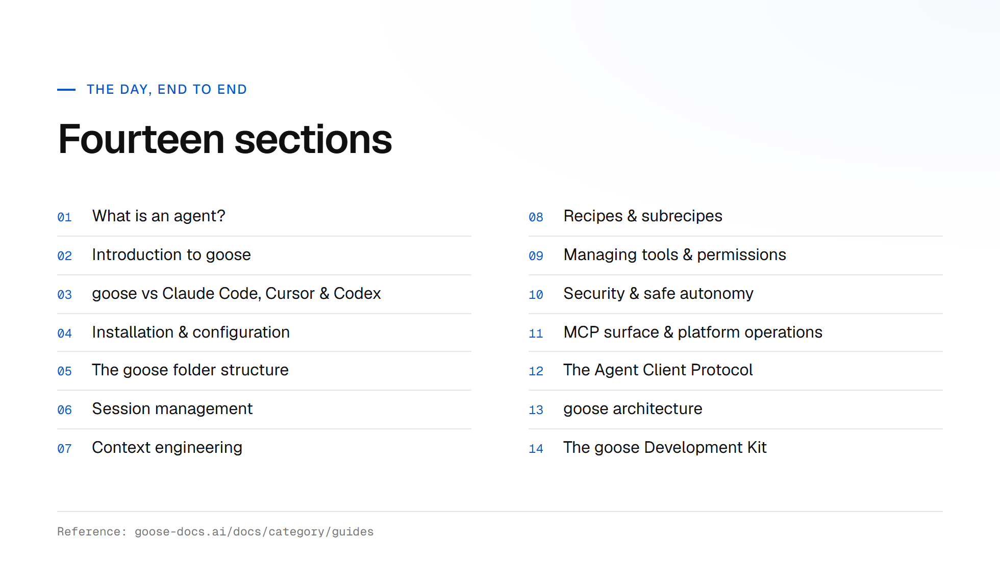 THE DAY, END TO END
Fourteen sections
01 What is an agent?
02 Introduction to goose
03 goose vs Claude Code, Cursor & Codex
04 Installation & configuration
05 The goose folder structure
06 Session management
07 Context engineering
08 Recipes & subrecipes
09 Managing tools & permissions
10 Security & safe autonomy
11 MCP surface & platform operations
12 The Agent Client Protocol
13 goose architecture
14 The goose Development Kit
Reference: goose-docs.ai/docs/category/guides